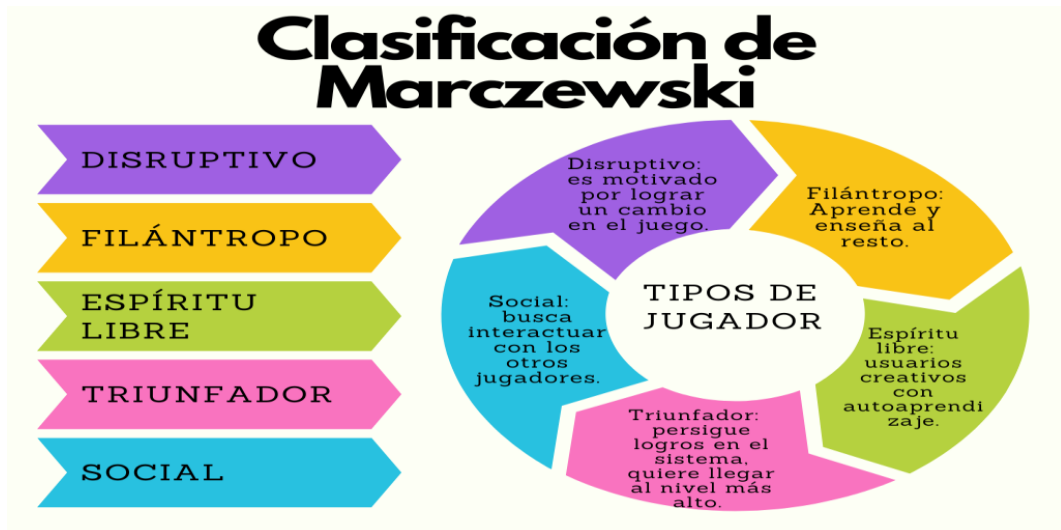 Clasificación de
Marczewski
DISRUPTIVO
FILÁNTROPO
ESPÍRITU
LIBRE
TRIUNFADOR
SOCIAL
Disruptivo:
es motivado
por lograr
un cambio
en el juego.
Filántropo:
Aprende y
enseña al
resto.
Espíritu
libre:
usuarios
creativos
con
autoaprendi
zaje.
Triunfador:
persigue
logros en el
sistema,
quiere llegar
al nivel más
alto.
Social:
busca
interactuar
con los
otros
jugadores.
TIPOS DE
JUGADOR